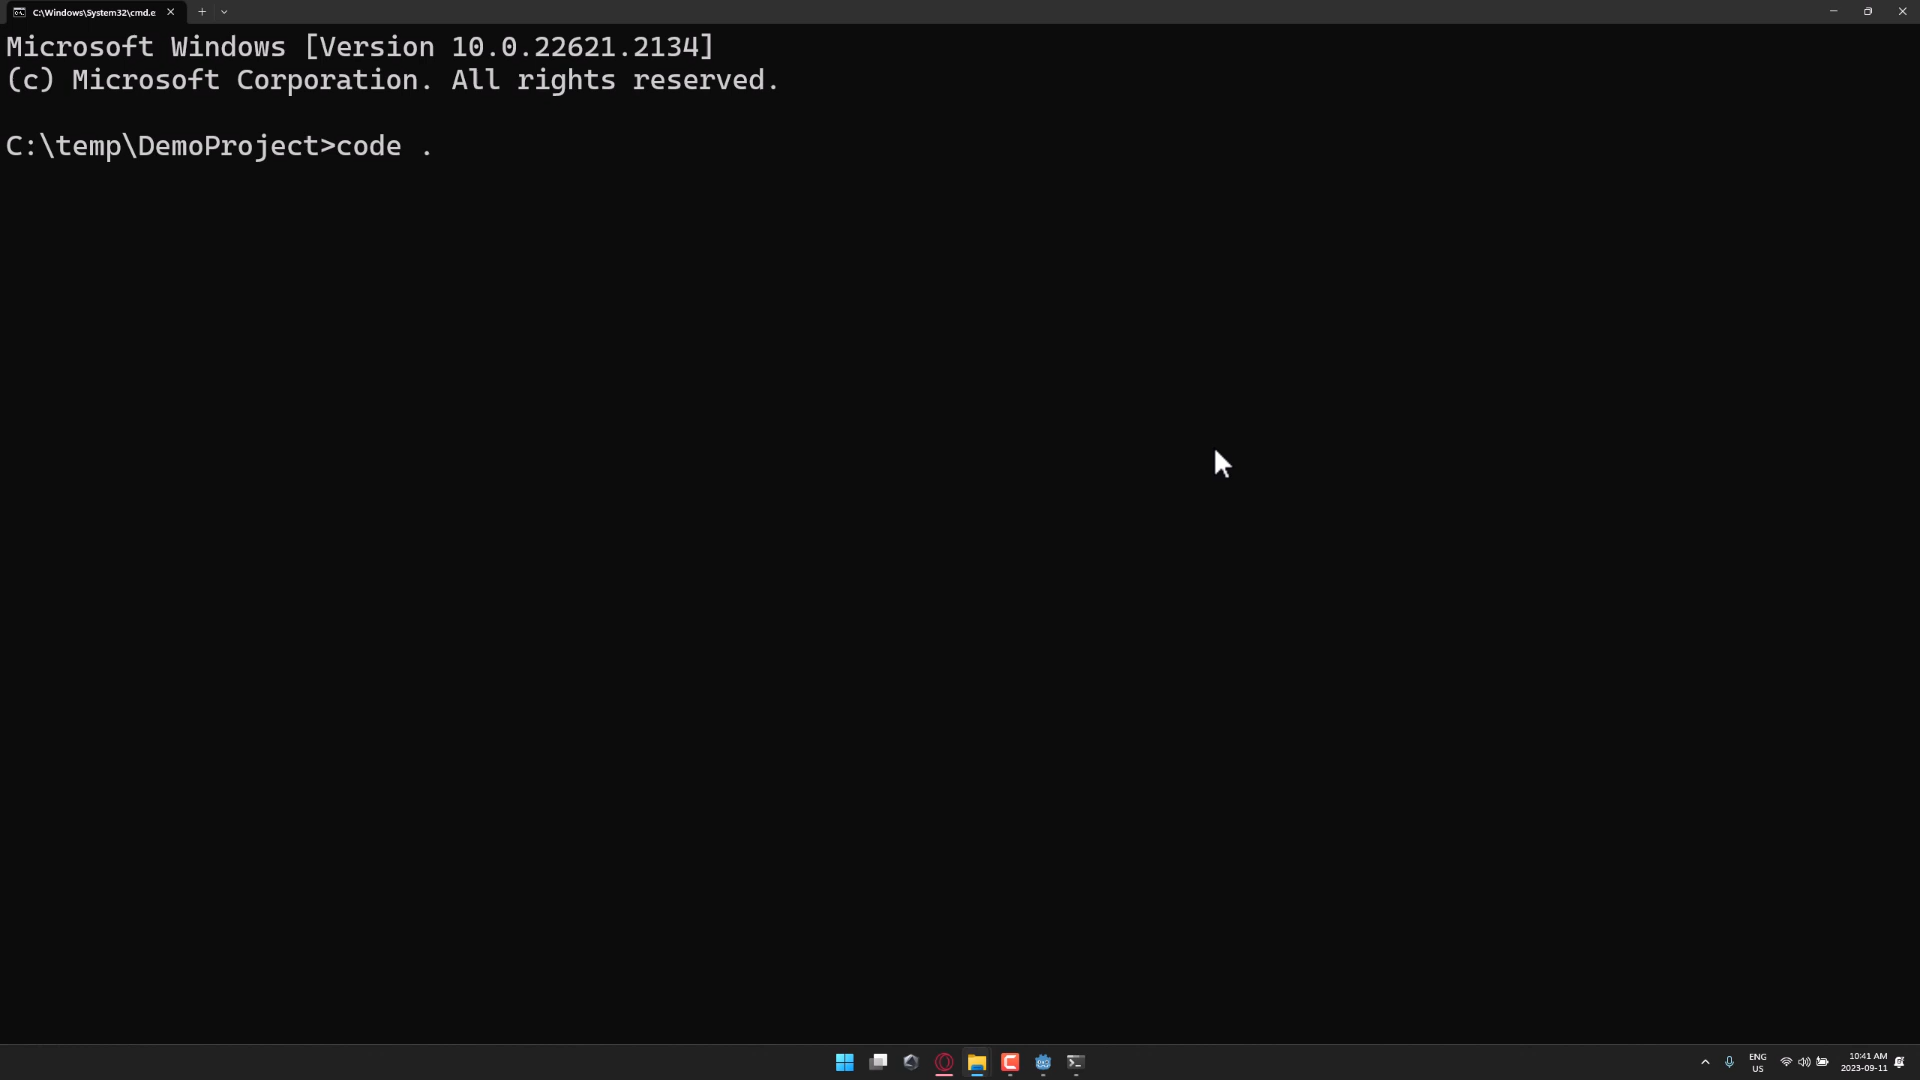 C:\Windows\System32\cmd.e
Microsoft Windows [Version 10.0.22621.2134]
(c) Microsoft Corporation. All rights reserved.
C:\temp\DemoProject>code .
ENG
US
10:41 AM
2023-09-11